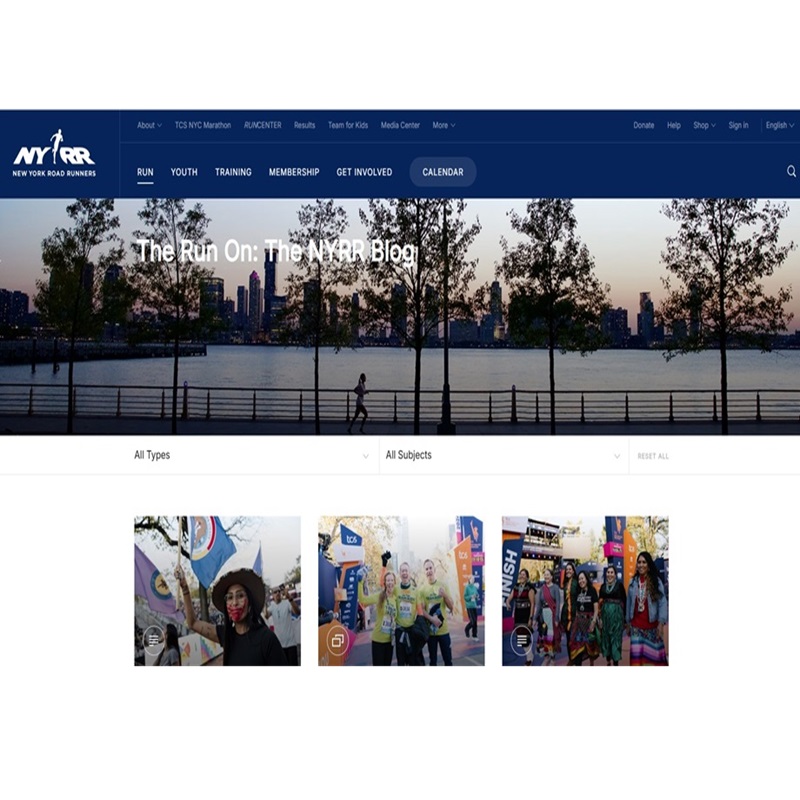 About TCS NYC Marathon RUNCENTER Results Team for Kids Media Center More Donate Help Shop Sign In English
NYRR
NEW YORK ROAD RUNNERS
RUN YOUTH TRAINING MEMBERSHIP GET INVOLVED CALENDAR
The Run On: The NYRR Blog
All Types All Subjects RESET ALL
tcs
FINISH